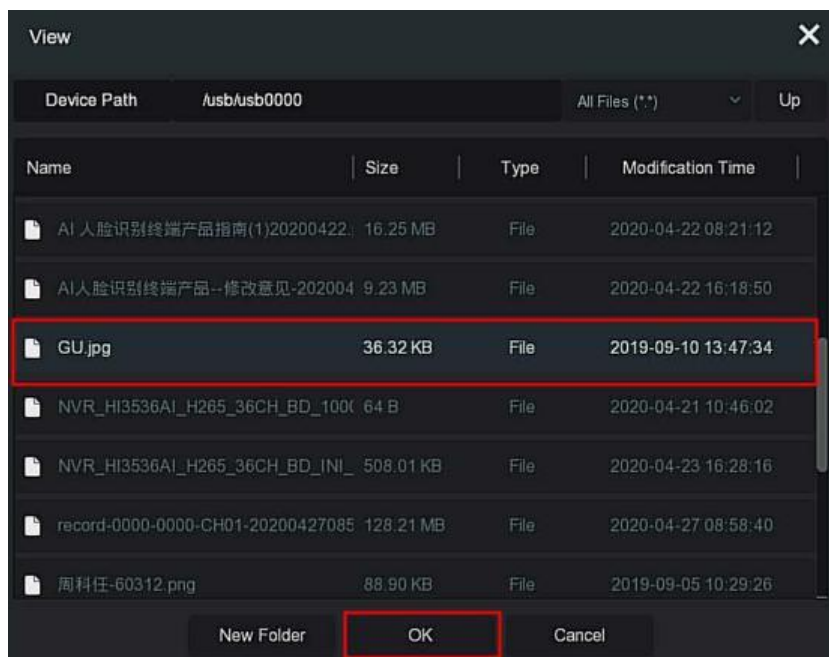 View
Device Path /usb/usb0000 All Files (*.*) Up
Name Size Type Modification Time
AI 人脸识别终端产品指南(1)20200422. 16.25 MB File 2020-04-22 08:21:12
AI人脸识别终端产品--修改意见-202004 9.23 MB File 2020-04-22 16:18:50
GU.jpg 36.32 KB File 2019-09-10 13:47:34
NVR_HI3536AI_H265_36CH_BD_100( 64 B File 2020-04-21 10:46:02
NVR_HI3536AI_H265_36CH_BD_INI_ 508.01 KB File 2020-04-23 16:28:16
record-0000-0000-CH01-20200427085 128.21 MB File 2020-04-27 08:58:40
周科任-60312.png 88.90 KB File 2019-09-05 10:29:26
New Folder OK Cancel